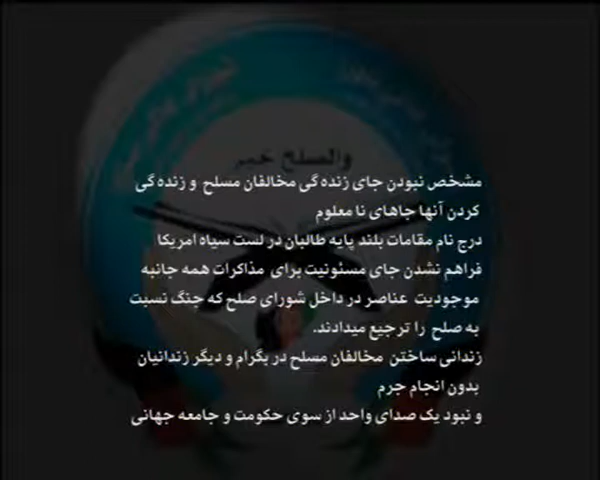 والصلح خیر
مشخص نبودن جای زنده گی مخالفان مسلح و زنده گی
کردن آنها جاهای نا معلوم
درج نام مقامات بلند پایه طالبان در لست سیاه امریکا
فراهم نشدن جای مسئونیت برای مذاکرات همه جانبه
موجودیت عناصر در داخل شورای صلح که جنگ نسبت
به صلح را ترجیع میدادند.
زندانی ساختن مخالفان مسلح در بگرام و دیگر زندانیان
بدون انجام جرم
و نبود یک صدای واحد از سوی حکومت و جامعه جهانی